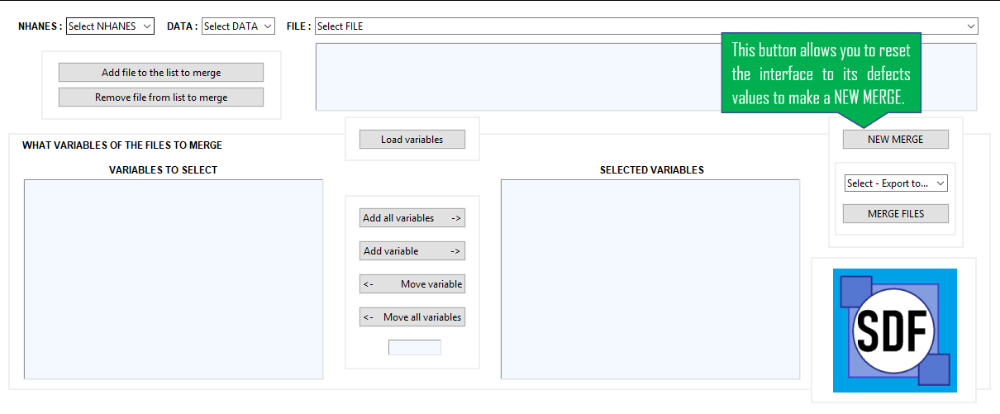 NHANES : Select NHANES DATA : Select DATA FILE : Select FILE
This button allows you to reset
the interface to its defects
values to make a NEW MERGE.
Add file to the list to merge
Remove file from list to merge
Load variables
NEW MERGE
WHAT VARIABLES OF THE FILES TO MERGE
VARIABLES TO SELECT
SELECTED VARIABLES
Select - Export to...
MERGE FILES
Add all variables ->
Add variable ->
<- Move variable
<- Move all variables
SDF